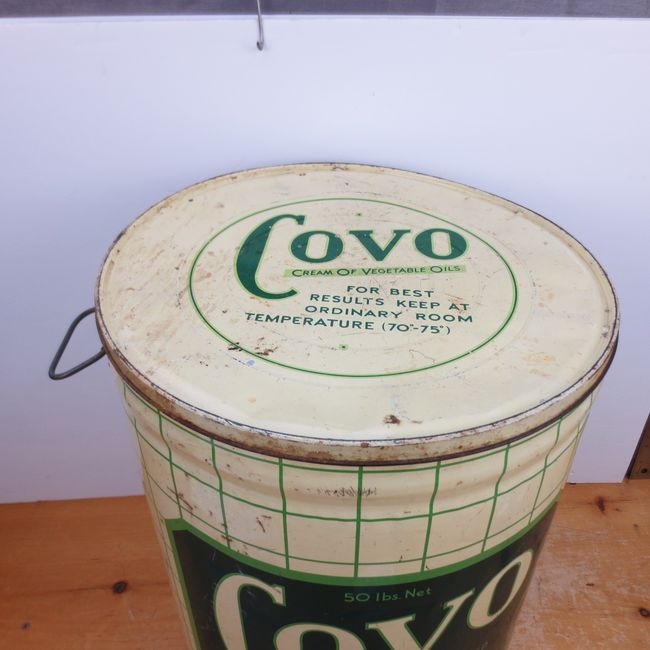 Covo
Cream Of Vegetable Oils
FOR BEST
RESULTS KEEP AT
ORDINARY ROOM
TEMPERATURE (70°-75°)
50 lbs. Net
Covo